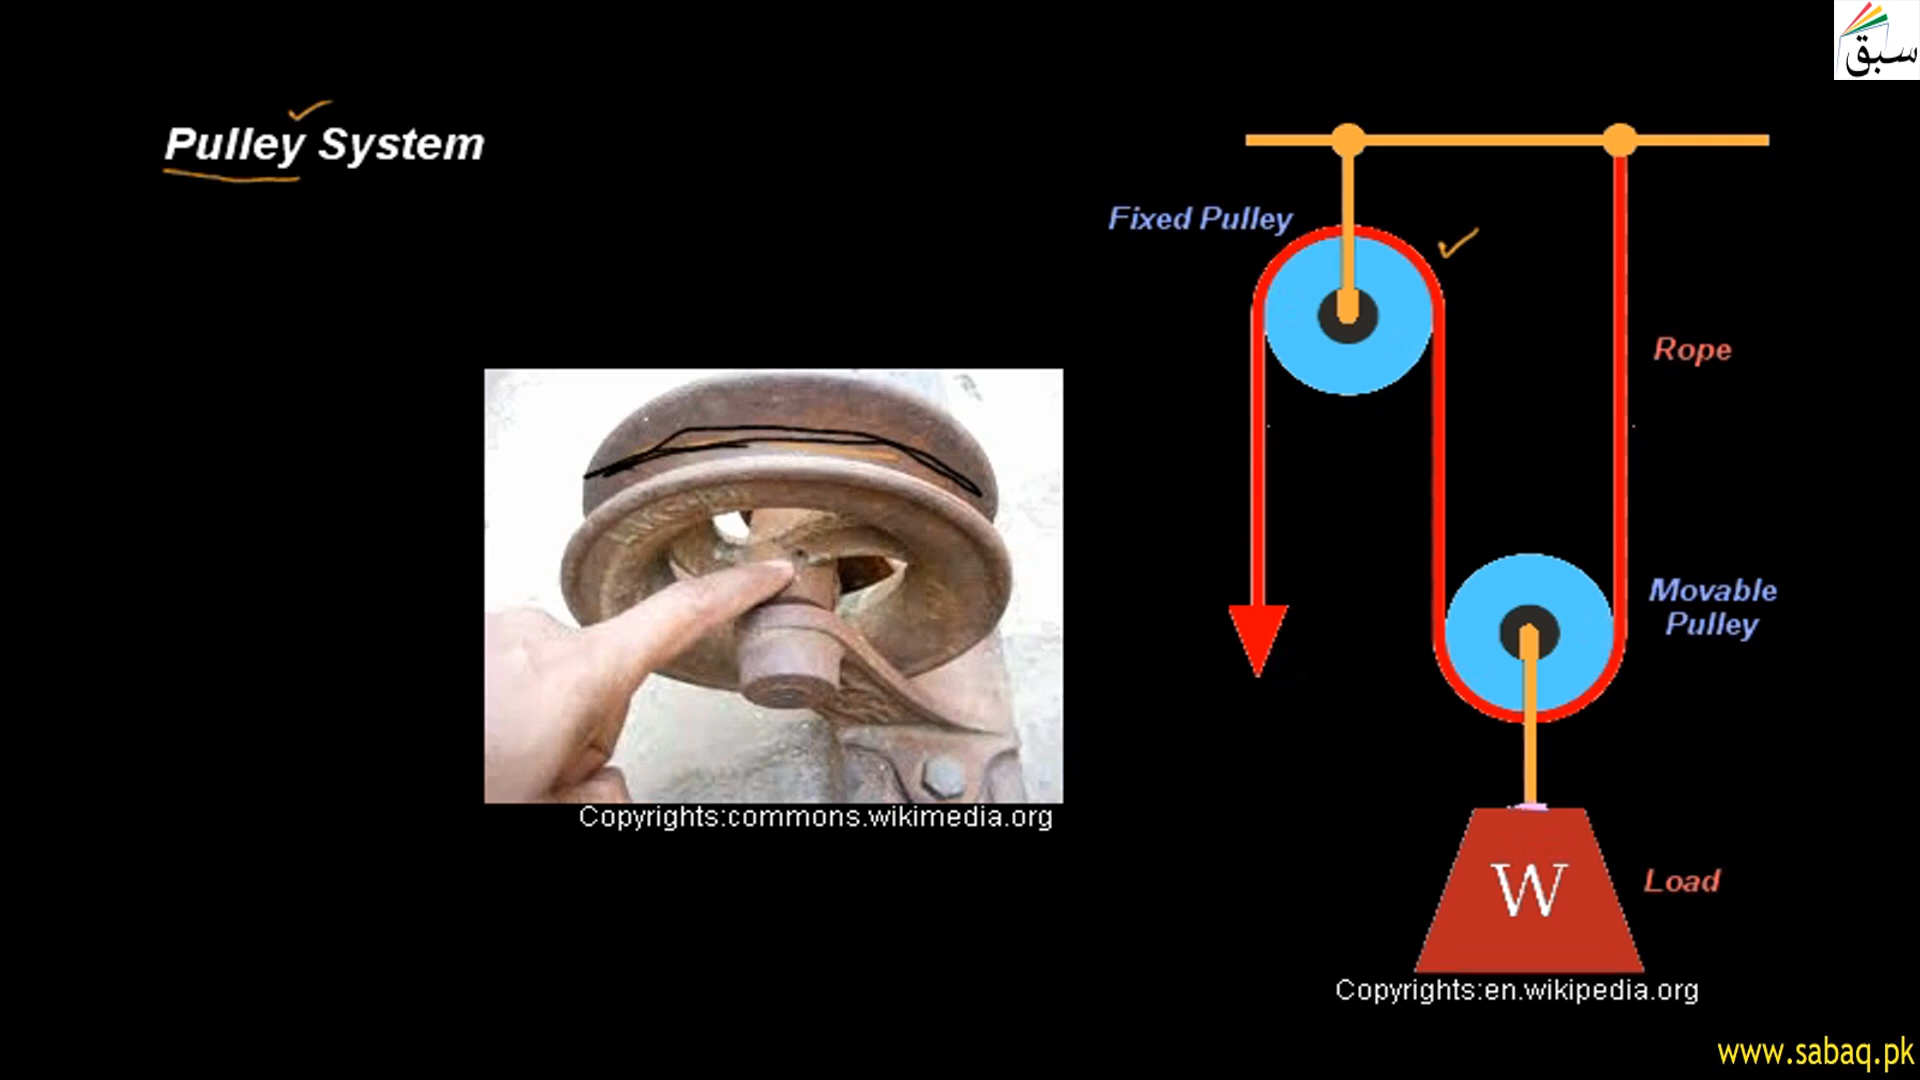 سبق
Pulley System
Fixed Pulley
Rope
Movable
Pulley
W
Load
Copyrights:commons.wikimedia.org
Copyrights:en.wikipedia.org
www.sabaq.pk